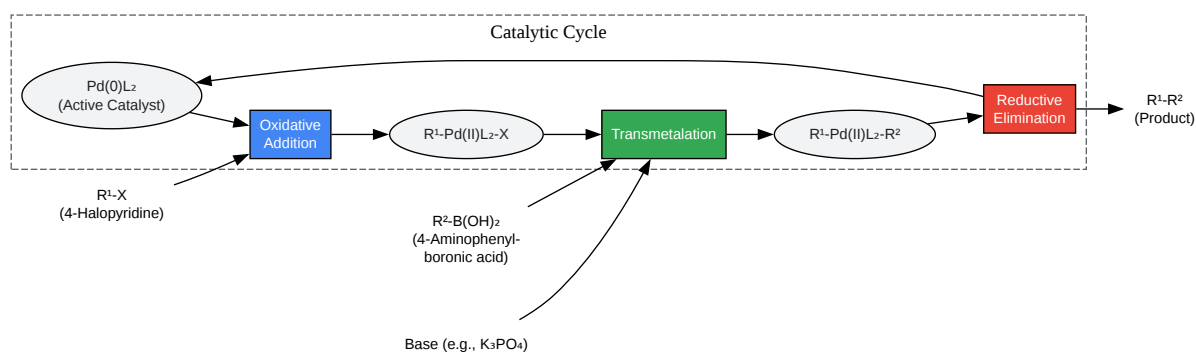 Catalytic Cycle
Pd(0)L₂
(Active Catalyst)
Oxidative
Addition
R¹-Pd(II)L₂-X
Transmetalation
R¹-Pd(II)L₂-R²
Reductive
Elimination
R¹-R²
(Product)
R¹-X
(4-Halopyridine)
R²-B(OH)₂
(4-Aminophenyl-
boronic acid)
Base (e.g., K₃PO₄)